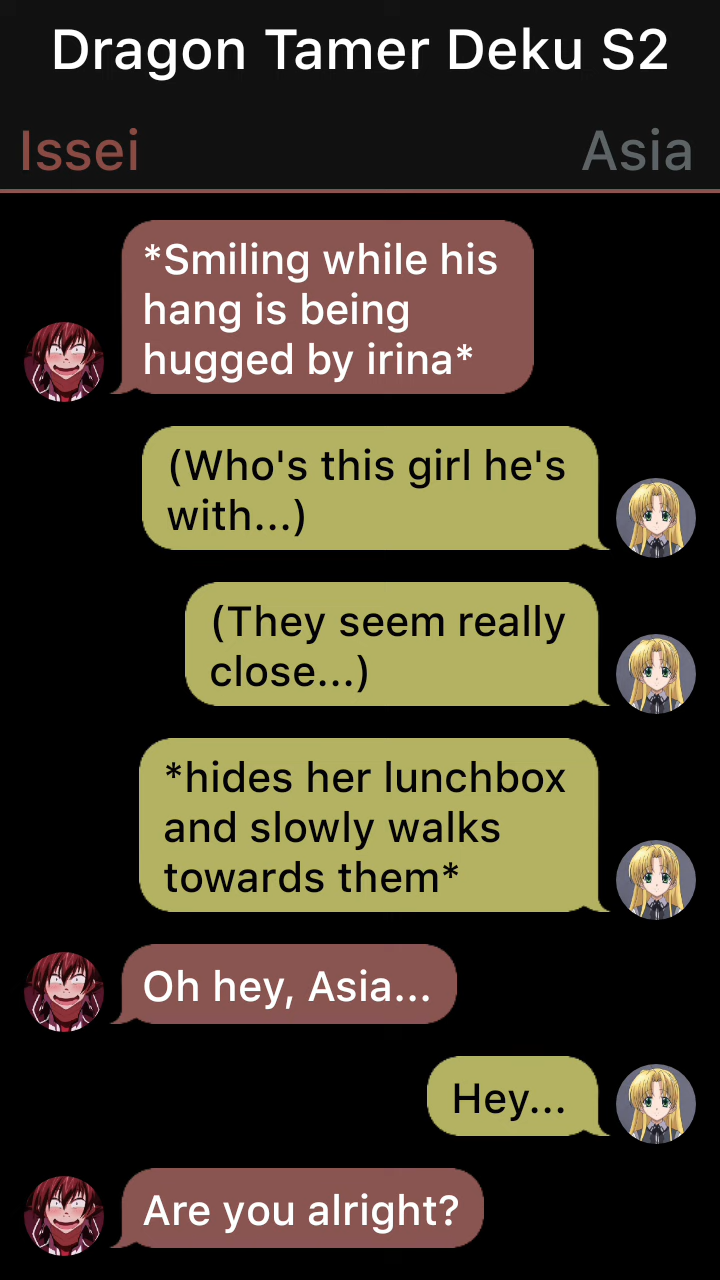 Dragon Tamer Deku S2
Issei
Asia
*Smiling while his
hang is being
hugged by irina*
(Who's this girl he's
with...)
(They seem really
close...)
*hides her lunchbox
and slowly walks
towards them*
Oh hey, Asia...
Hey...
Are you alright?